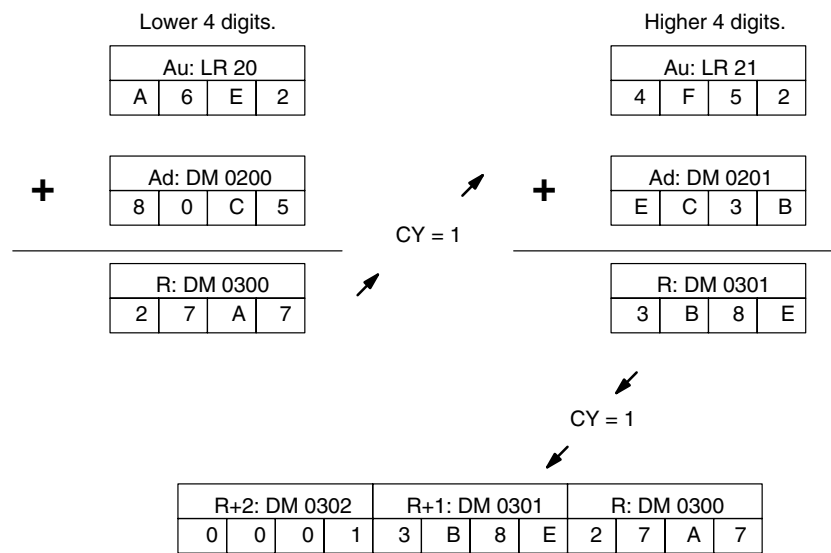 Lower 4 digits. Higher 4 digits.
Au: LR 20 Au: LR 21
A 6 E 2 4 F 5 2
+ Ad: DM 0200 + Ad: DM 0201
8 0 C 5 E C 3 B
CY = 1
R: DM 0300 R: DM 0301
2 7 A 7 3 B 8 E
CY = 1
R+2: DM 0302 R+1: DM 0301 R: DM 0300
0 0 0 1 3 B 8 E 2 7 A 7